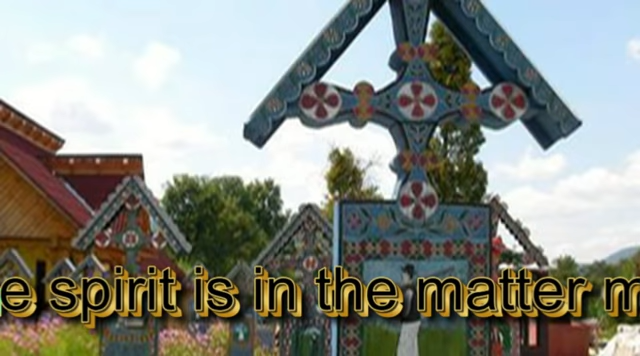 e spirit is in the matter m